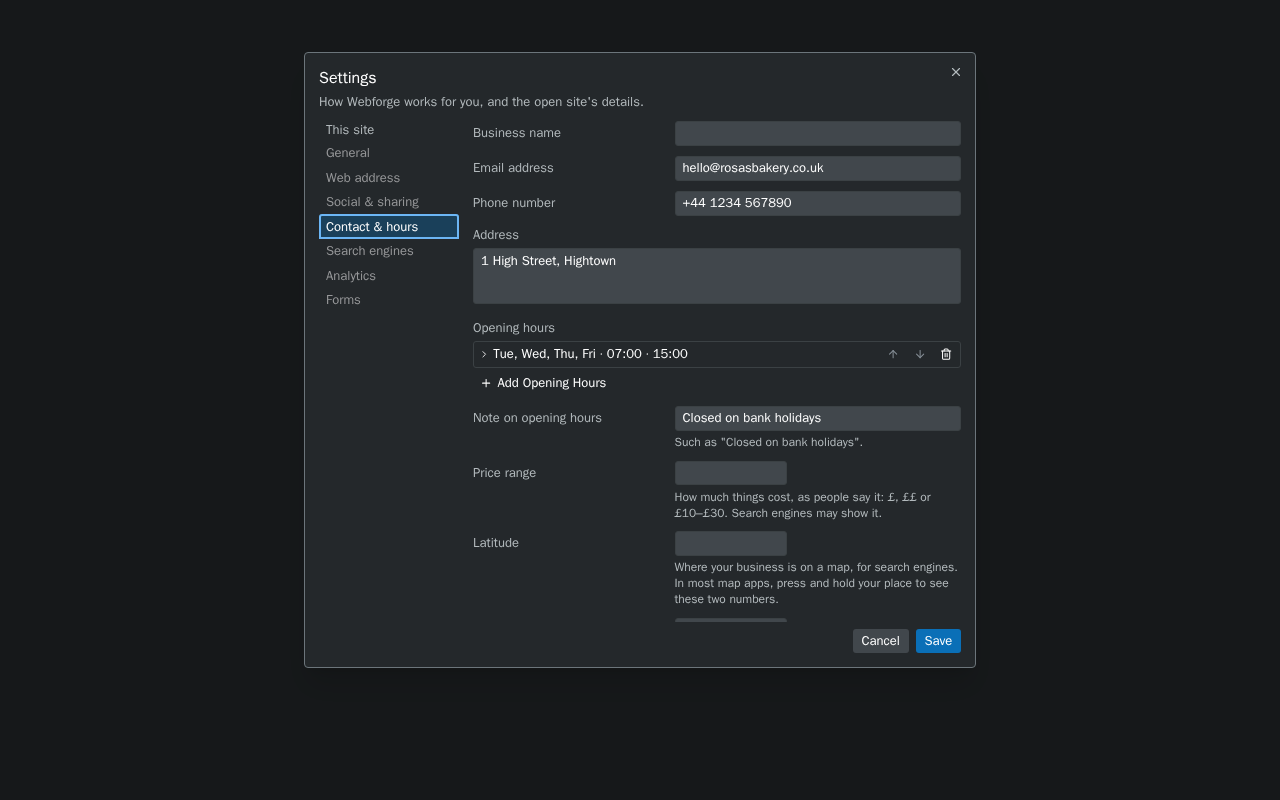 Settings
How Webforge works for you, and the open site's details.
This site
General
Web address
Social & sharing
Contact & hours
Search engines
Analytics
Forms
Business name
Email address
hello@rosasbakery.co.uk
Phone number
+44 1234 567890
Address
1 High Street, Hightown
Opening hours
Tue, Wed, Thu, Fri · 07:00 · 15:00
Add Opening Hours
Note on opening hours
Closed on bank holidays
Such as "Closed on bank holidays".
Price range
How much things cost, as people say it: £, ££ or
£10–£30. Search engines may show it.
Latitude
Where your business is on a map, for search engines.
In most map apps, press and hold your place to see
these two numbers.
Cancel
Save